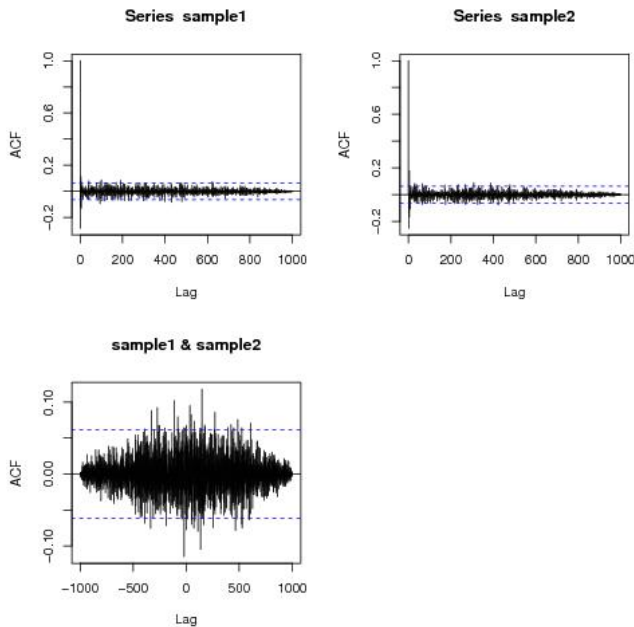 Series sample1
ACF
-0.2 0.2 0.6 1.0
0 200 400 600 800 1000
Lag
Series sample2
ACF
-0.2 0.2 0.6 1.0
0 200 400 600 800 1000
Lag
sample1 & sample2
ACF
-0.10 0.00 0.10
-1000 -500 0 500 1000
Lag